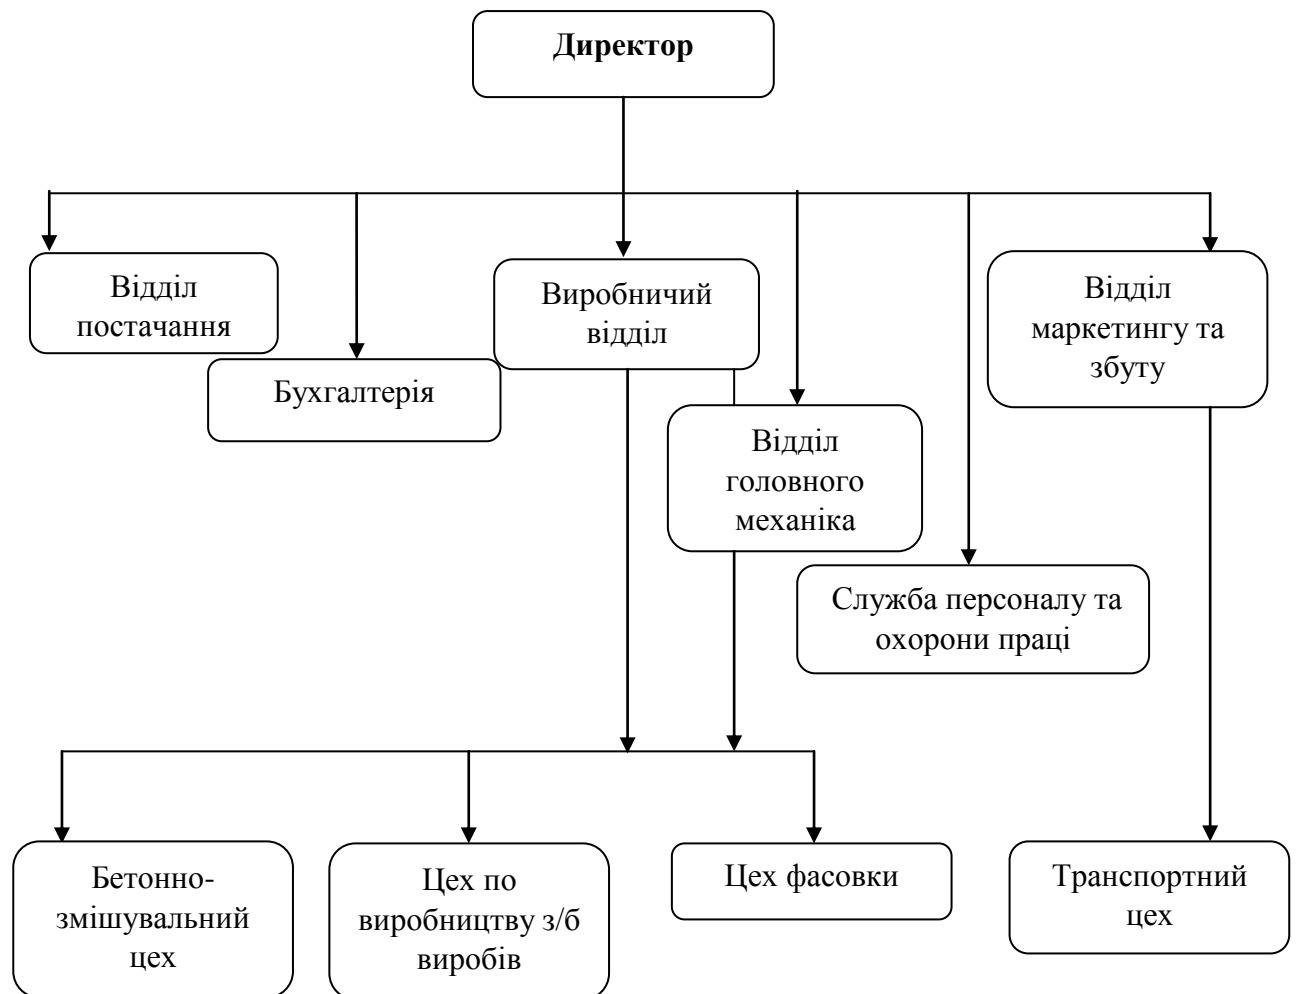 Директор
Відділ
постачання
Бухгалтерія
Виробничий
відділ
Відділ
головного
механіка
Служба персоналу та
охорони праці
Відділ
маркетингу та
збуту
Бетонно-
змішувальний
цех
Цех по
виробництву з/б
виробів
Цех фасовки
Транспортний
цех